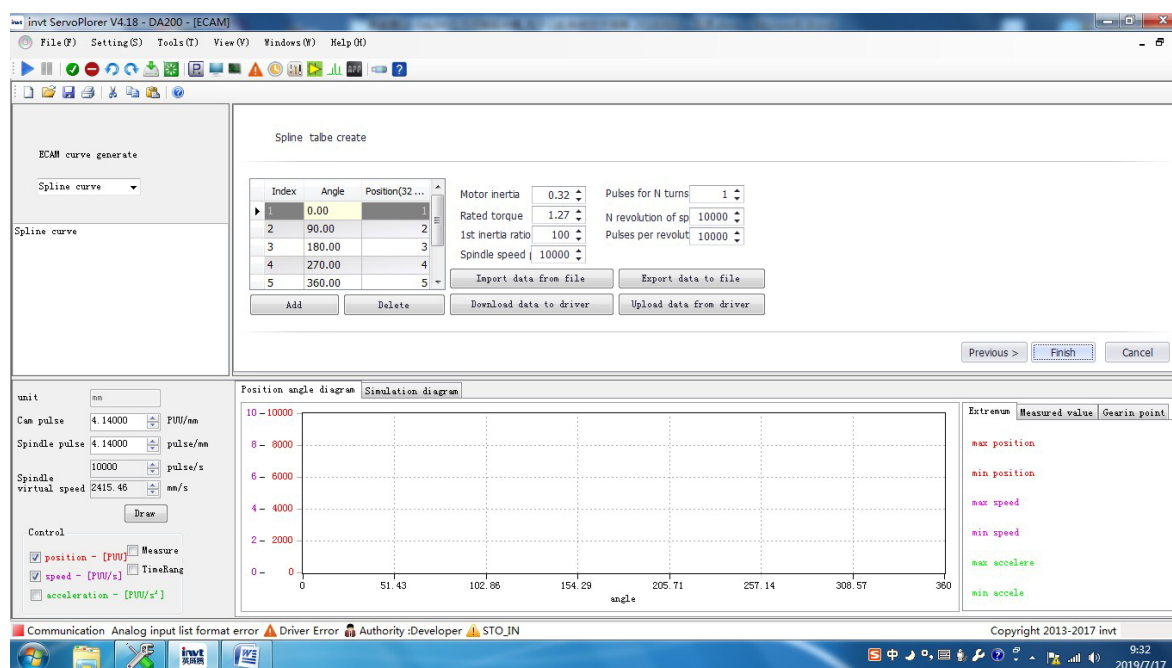 invt ServoPlorer V4.18 - DA200 - [ECAM]
File(F) Setting(S) Tools(T) View(V) Windows(W) Help(H)
Spline talbe create
ECAM curve generate
Spline curve
Spline curve
Index Angle Position(32 ...
1 0.00 1
2 90.00 2
3 180.00 3
4 270.00 4
5 360.00 5
Add Delete
Motor inertia 0.32
Rated torque 1.27
1st inertia ratio 100
Spindle speed 10000
Pulses for N turns 1
N revolution of sp 10000
Pulses per revolut 10000
Import data from file Export data to file
Download data to driver Upload data from driver
Previous > Finish Cancel
unit mm
Cam pulse 4.14000 PUU/mm
Spindle pulse 4.14000 pulse/mm
10000 pulse/s
Spindle
virtual speed 2415.46 mm/s
Draw
Control
position - [PUU] Measure
speed - [PUU/s] TimeRang
acceleration - [PUU/s²]
Position angle diagram Simulation diagram
10 10000
8 8000
6 6000
4 4000
2 2000
0 0
0 51.43 102.86 154.29 205.71 257.14 308.57 360
angle
Extremum Measured value Gearin point
max position
min position
max speed
min speed
max accelere
min accele
Communication Analog input list format error Driver Error Authority :Developer STO_IN Copyright 2013-2017 invt
invt
英威腾
中
9:32
2019/7/17